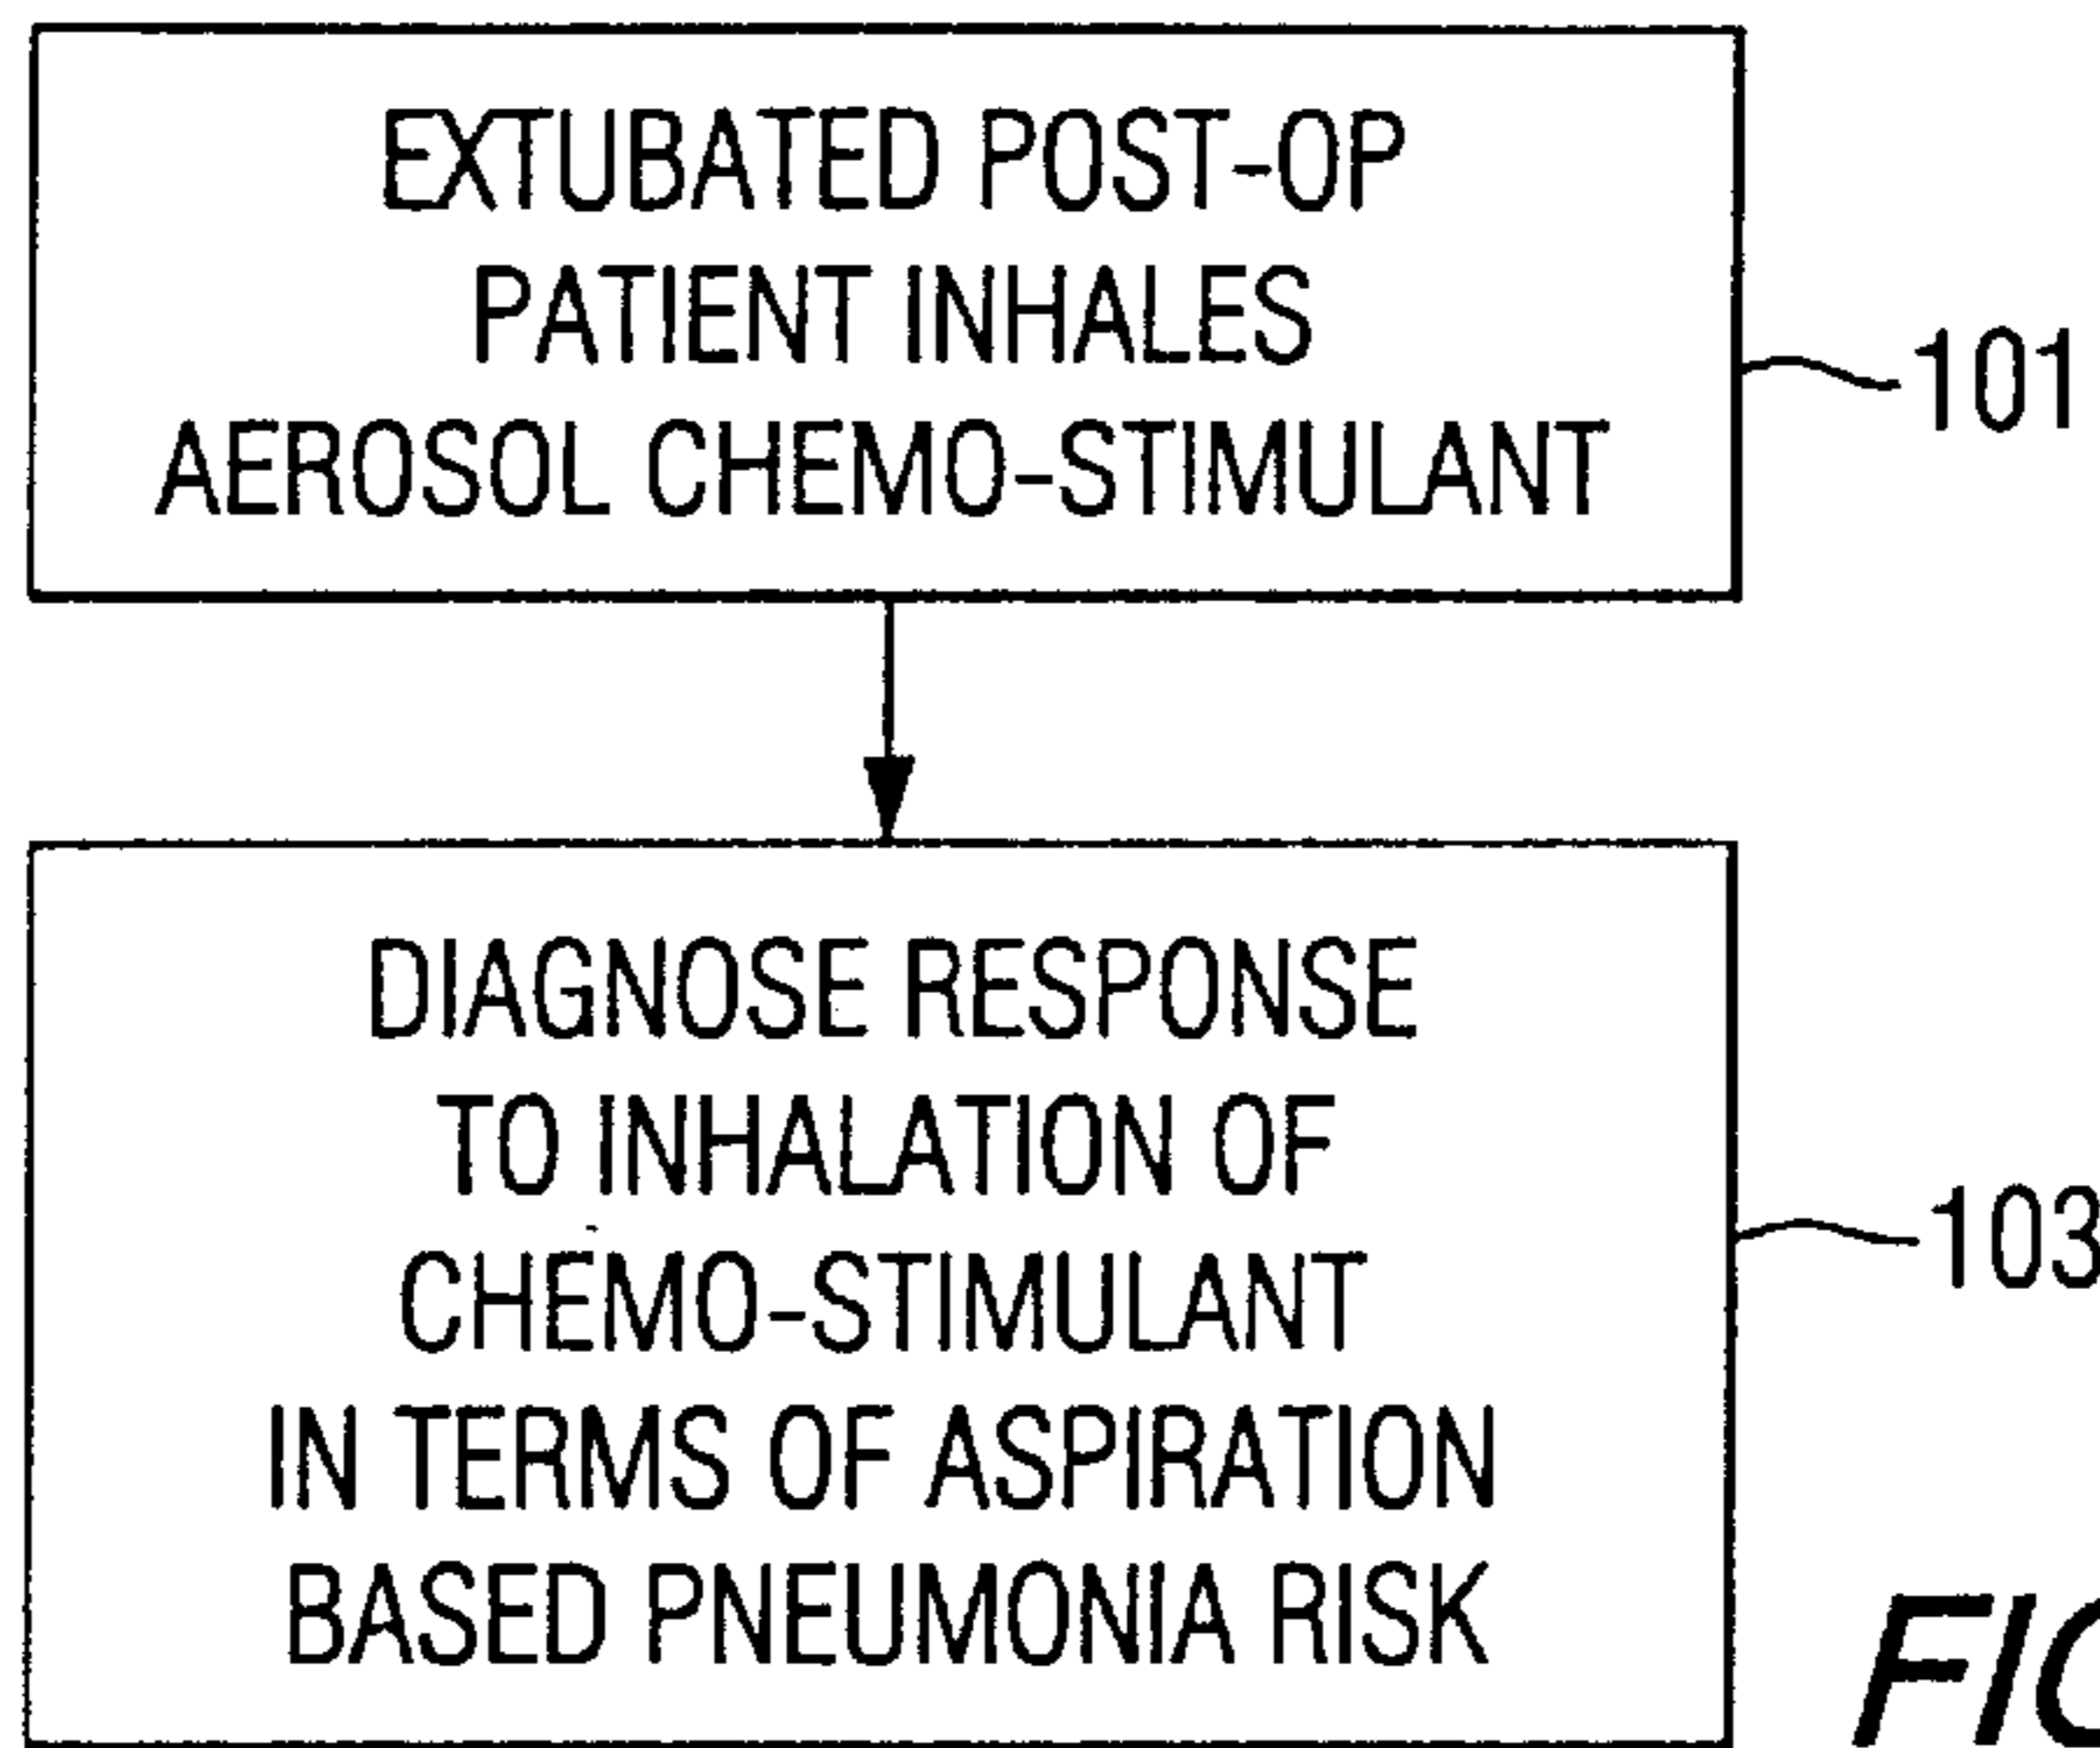 EXTUBATED POST-OP
PATIENT INHALES
AEROSOL CHEMO-STIMULANT
101
DIAGNOSE RESPONSE
TO INHALATION OF
CHEMO-STIMULANT
IN TERMS OF ASPIRATION
BASED PNEUMONIA RISK
103